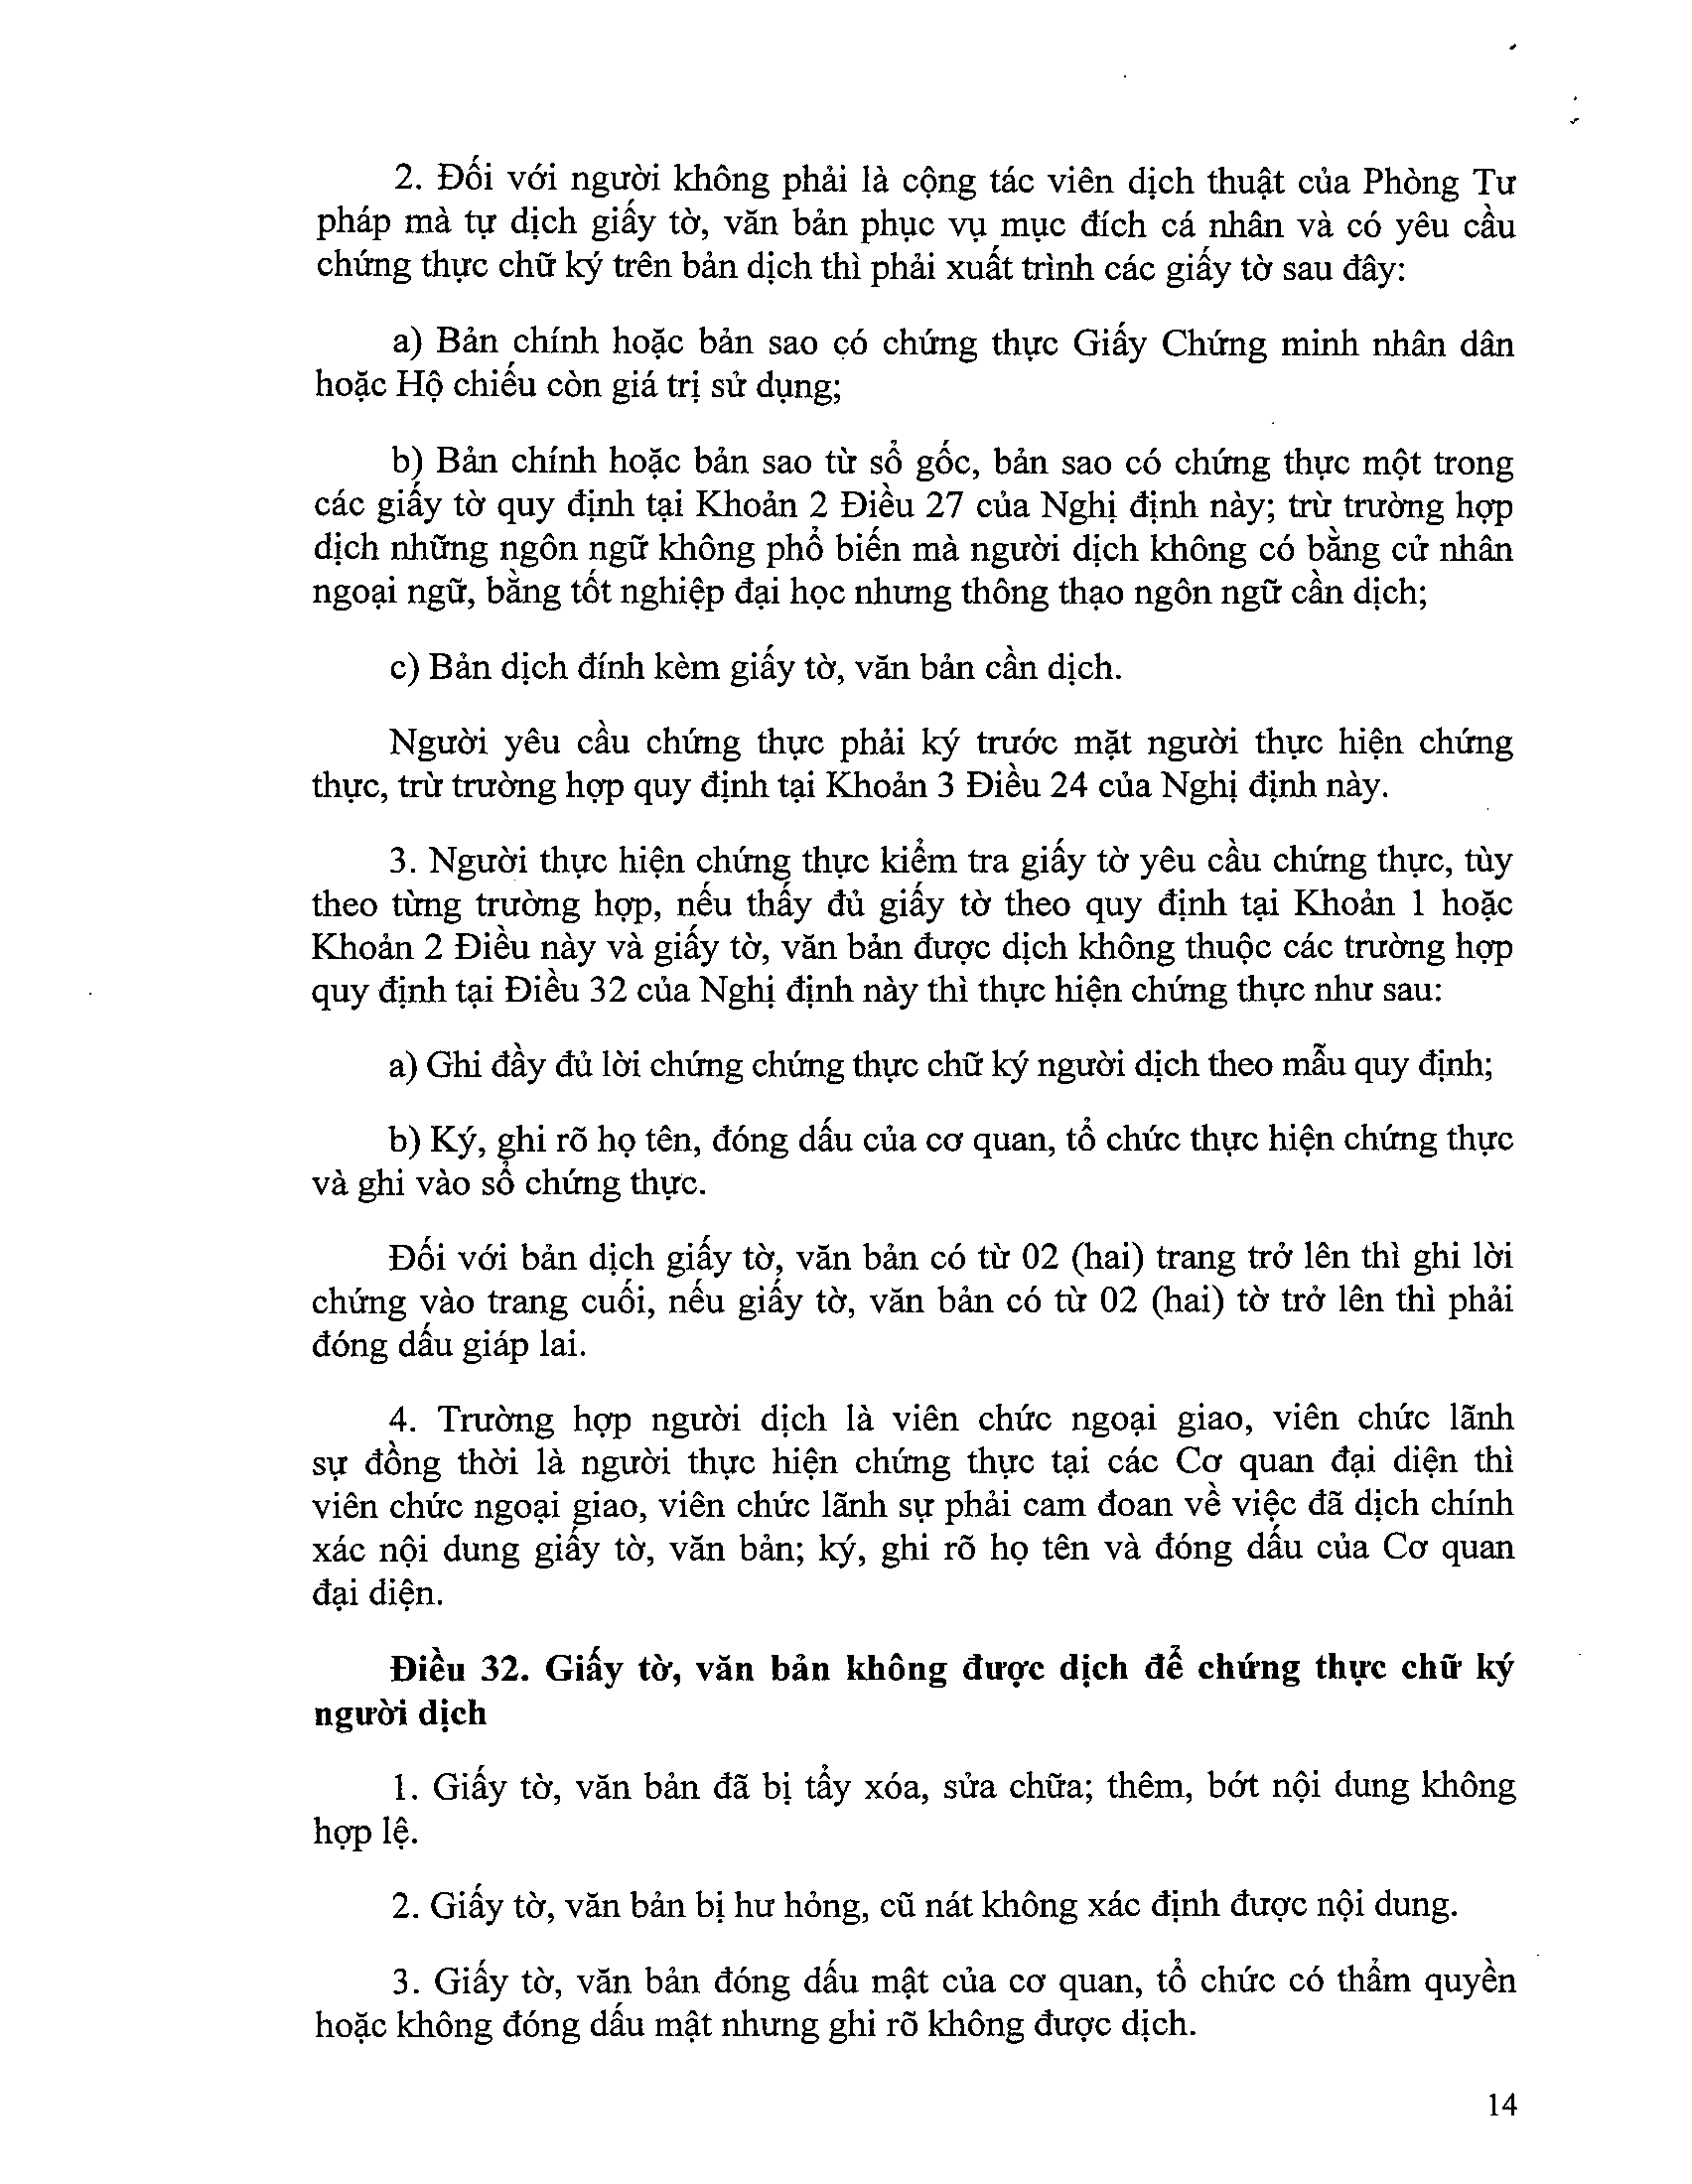 2. Đối với người không phải là cộng tác viên dịch thuật của Phòng Tư
pháp mà tự dịch giấy tờ, văn bản phục vụ mục đích cá nhân và có yêu cầu
chứng thực chữ ký trên bản dịch thì phải xuất trình các giấy tờ sau đây:
a) Bản chính hoặc bản sao có chứng thực Giấy Chứng minh nhân dân
hoặc Hộ chiếu còn giá trị sử dụng;
b) Bản chính hoặc bản sao từ sổ gốc, bản sao có chứng thực một trong
các giấy tờ quy định tại Khoản 2 Điều 27 của Nghị định này; trừ trường hợp
dịch những ngôn ngữ không phổ biến mà người dịch không có bằng cử nhân
ngoại ngữ, bằng tốt nghiệp đại học nhưng thông thạo ngôn ngữ cần dịch;
c) Bản dịch đính kèm giấy tờ, văn bản cần dịch.
Người yêu cầu chứng thực phải ký trước mặt người thực hiện chứng
thực, trừ trường hợp quy định tại Khoản 3 Điều 24 của Nghị định này.
3. Người thực hiện chứng thực kiểm tra giấy tờ yêu cầu chứng thực, tùy
theo từng trường hợp, nếu thấy đủ giấy tờ theo quy định tại Khoản 1 hoặc
Khoản 2 Điều này và giấy tờ, văn bản được dịch không thuộc các trường hợp
quy định tại Điều 32 của Nghị định này thì thực hiện chứng thực như sau:
a) Ghi đầy đủ lời chứng chứng thực chữ ký người dịch theo mẫu quy định;
b) Ký, ghi rõ họ tên, đóng dấu của cơ quan, tổ chức thực hiện chứng thực
và ghi vào sổ chứng thực.
Đối với bản dịch giấy tờ, văn bản có từ 02 (hai) trang trở lên thì ghi lời
chứng vào trang cuối, nếu giấy tờ, văn bản có từ 02 (hai) tờ trở lên thì phải
đóng dấu giáp lai.
4. Trường hợp người dịch là viên chức ngoại giao, viên chức lãnh
sự đồng thời là người thực hiện chứng thực tại các Cơ quan đại diện thì
viên chức ngoại giao, viên chức lãnh sự phải cam đoan về việc đã dịch chính
xác nội dung giấy tờ, văn bản; ký, ghi rõ họ tên và đóng dấu của Cơ quan
đại diện.
Điều 32. Giấy tờ, văn bản không được dịch để chứng thực chữ ký
người dịch
1. Giấy tờ, văn bản đã bị tẩy xóa, sửa chữa; thêm, bớt nội dung không
hợp lệ.
2. Giấy tờ, văn bản bị hư hỏng, cũ nát không xác định được nội dung.
3. Giấy tờ, văn bản đóng dấu mật của cơ quan, tổ chức có thẩm quyền
hoặc không đóng dấu mật nhưng ghi rõ không được dịch.
14